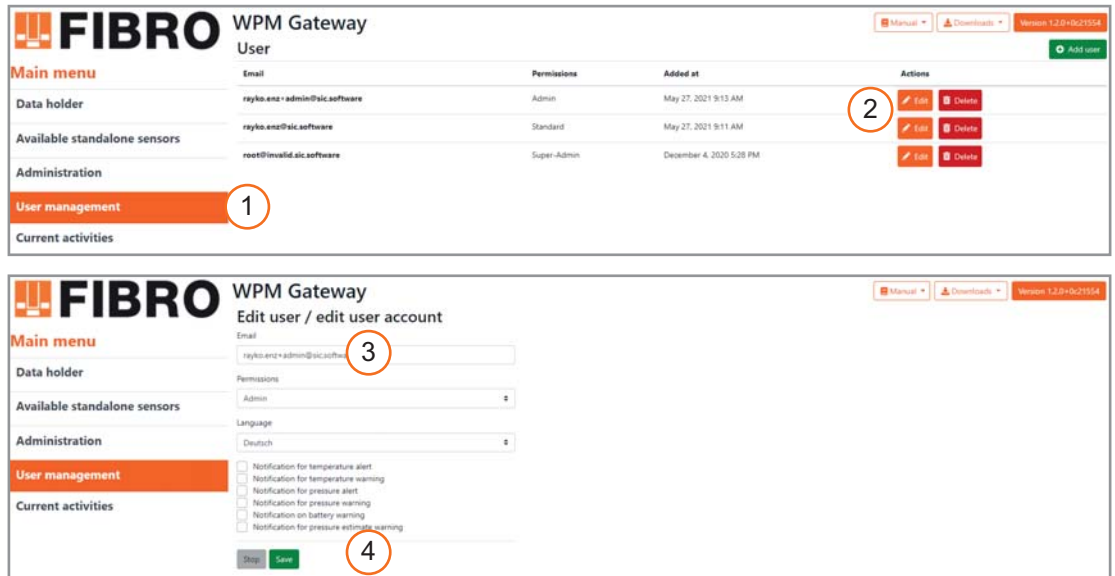 FIBRO
WPM Gateway
Manual
Downloads
Version 1.2.0+0c21554
User
Add user
Main menu
Data holder
Available standalone sensors
Administration
User management
Current activities
Email Permissions Added at Actions
rayko.enz+admin@sic.software Admin May 27, 2021 9:13 AM Edit Delete
rayko.enz@sic.software Standard May 27, 2021 9:11 AM Edit Delete
root@invalid.sic.software Super-Admin December 4, 2020 5:28 PM Edit Delete
1
2
FIBRO
WPM Gateway
Manual
Downloads
Version 1.2.0+0c21554
Edit user / edit user account
Main menu
Data holder
Available standalone sensors
Administration
User management
Current activities
Email
rayko.enz+admin@sic.softwa
3
Permissions
Admin
Language
Deutsch
Notification for temperature alert
Notification for temperature warning
Notification for pressure alert
Notification for pressure warning
Notification on battery warning
Notification for pressure estimate warning
Stop Save
4